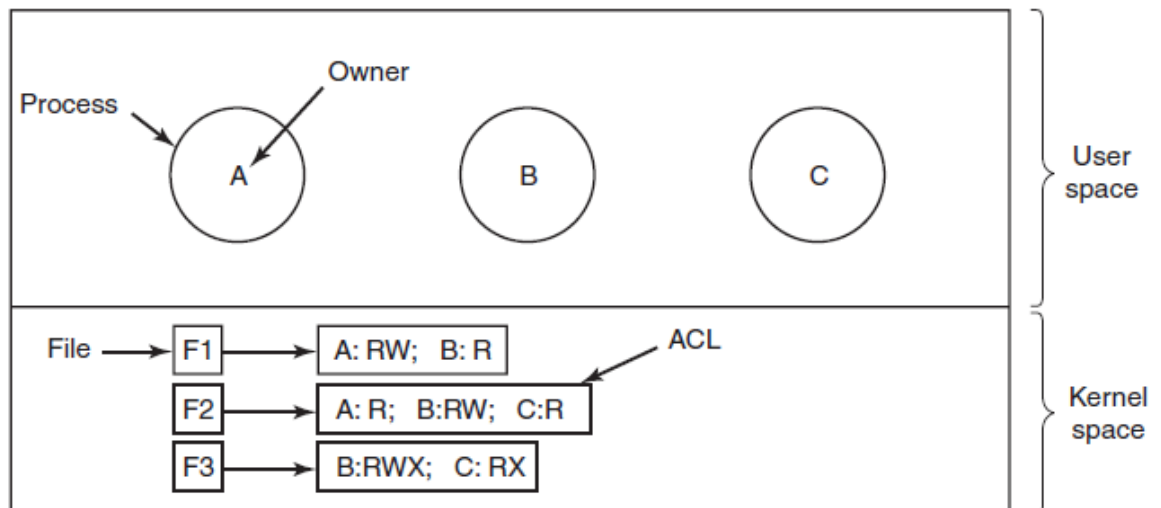 Owner
Process
A
B
C
User
space
File
F1
A: RW; B: R
ACL
F2
A: R; B:RW; C:R
F3
B:RWX; C: RX
Kernel
space